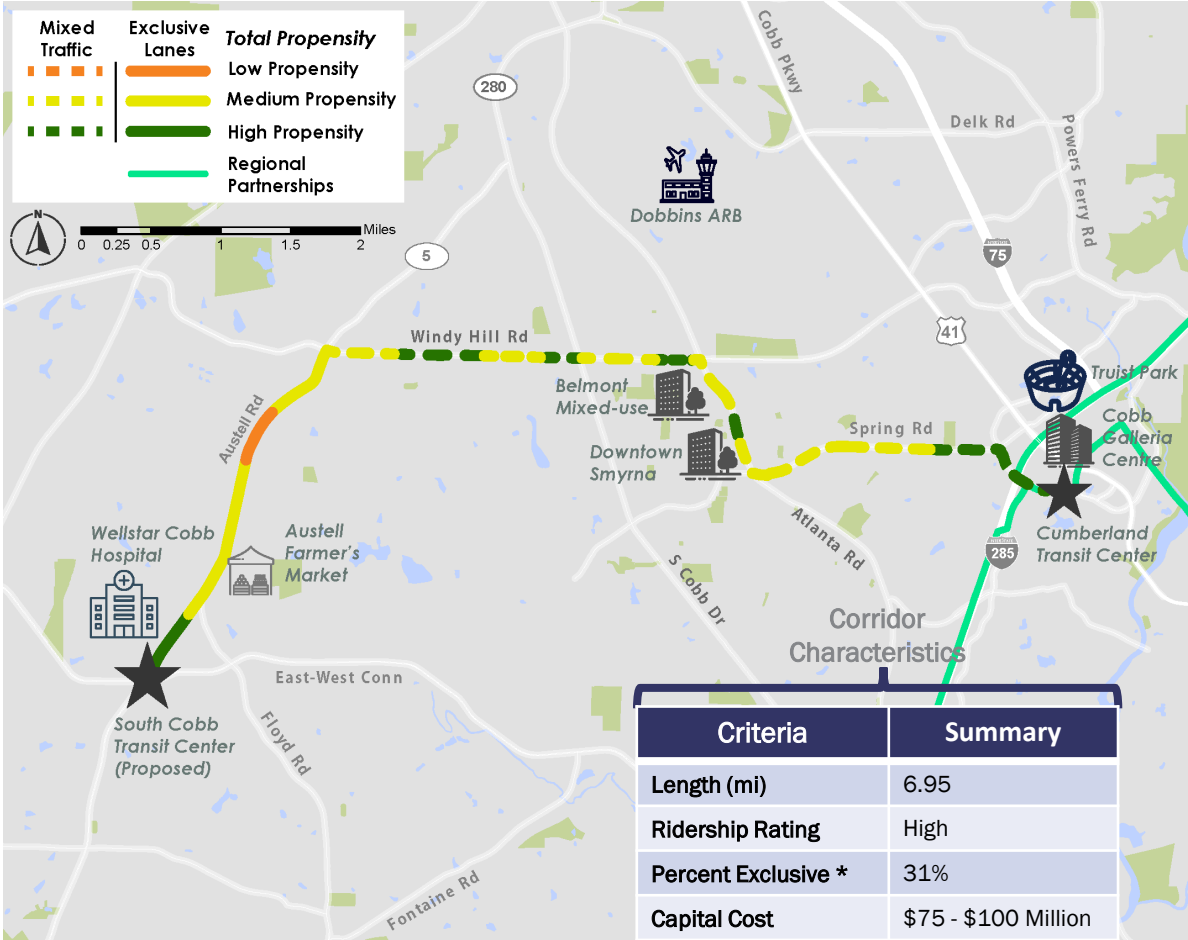 Mixed
Traffic
Exclusive
Lanes
Total Propensity
Low Propensity
Medium Propensity
High Propensity
Regional
Partnerships
N
Miles
0 0.25 0.5 1 1.5 2
280
5
Cobb Pkwy
Delk Rd
Powers Ferry Rd
Dobbins ARB
INTERSTATE
75
41
Windy Hill Rd
Belmont
Mixed-use
Truist Park
Austell Rd
Downtown
Smyrna
Spring Rd
Cobb
Galleria
Centre
Wellstar Cobb
Hospital
Austell
Farmer's
Market
Atlanta Rd
Cumberland
Transit Center
INTERSTATE
285
S Cobb Dr
East-West Conn
South Cobb
Transit Center
(Proposed)
Floyd Rd
Fontaine Rd
Corridor
Characteristics
Criteria Summary
Length (mi) 6.95
Ridership Rating High
Percent Exclusive * 31%
Capital Cost $75 - $100 Million